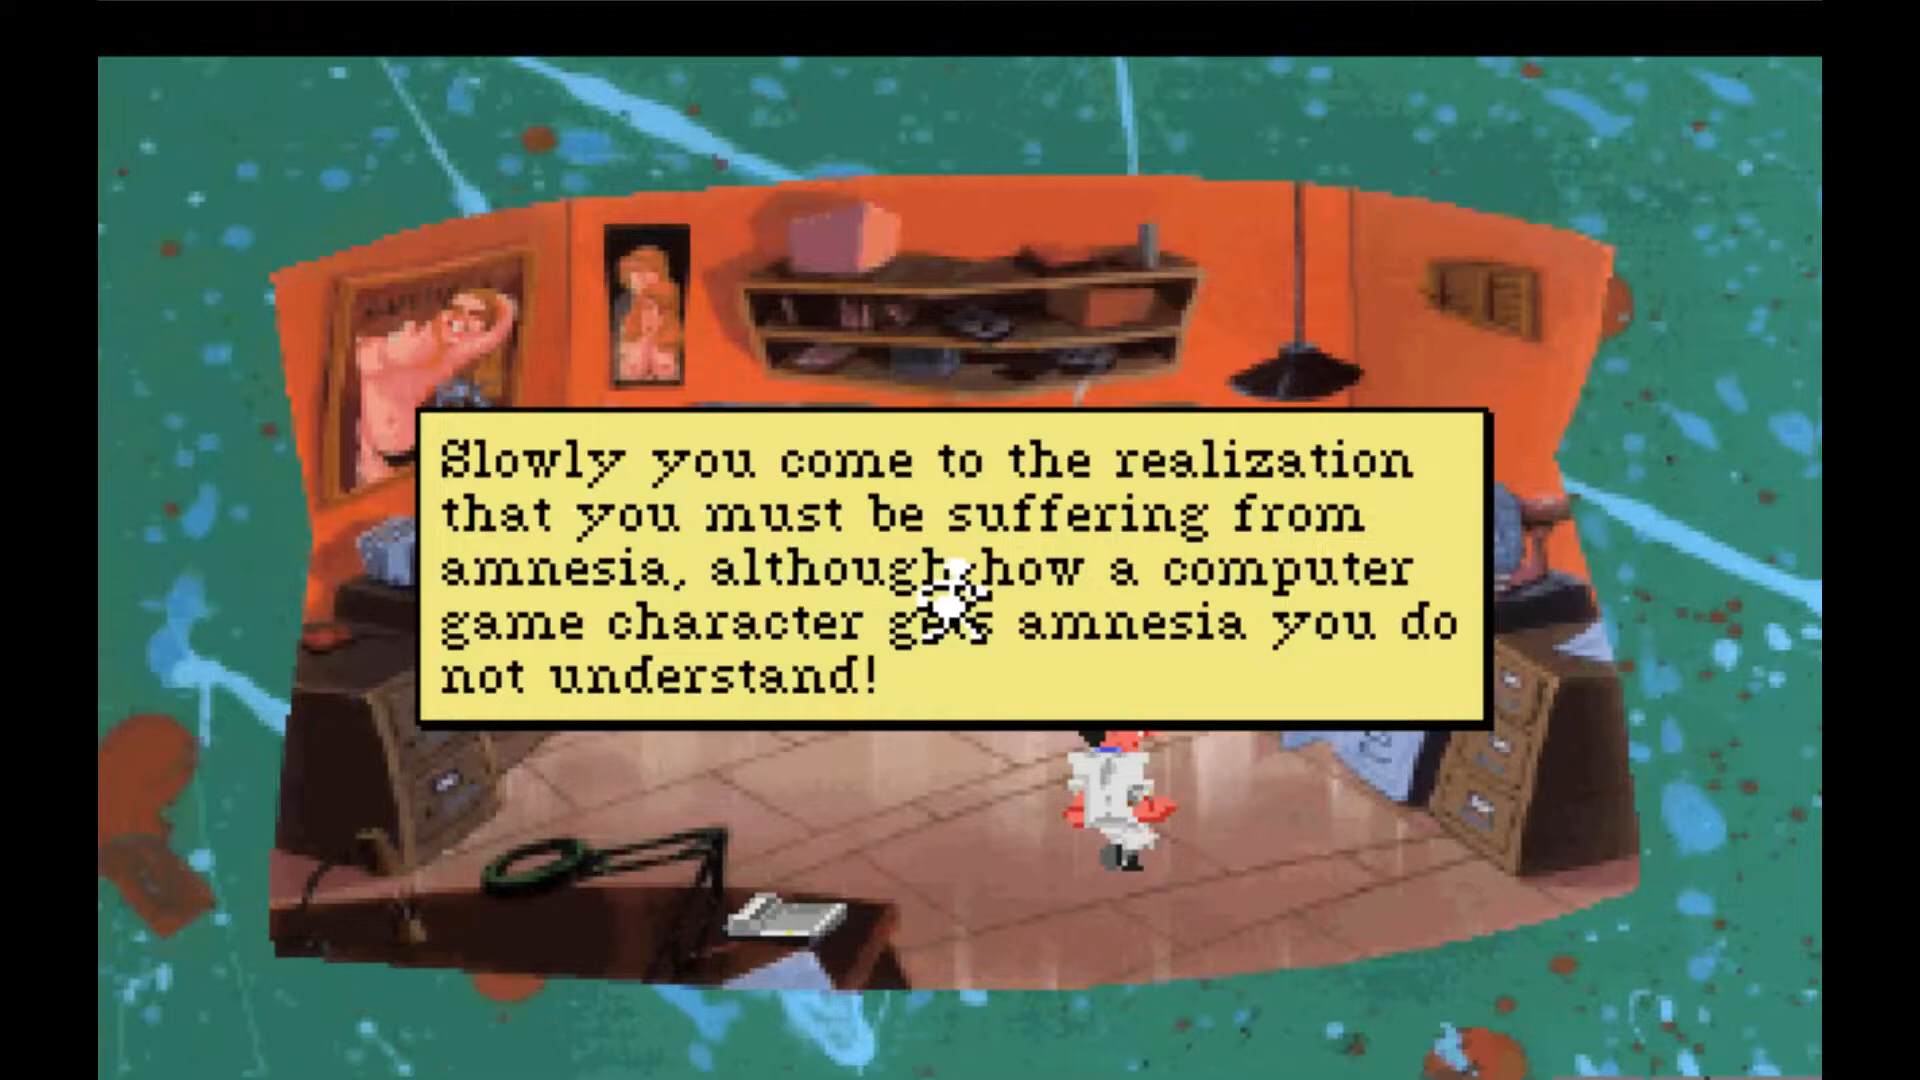 Slowly you come to the realization
that you must be suffering from
amnesia, although how a computer
game character gets amnesia you do
not understand!